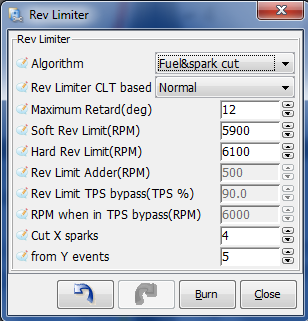 Rev Limiter
Rev Limiter
Algorithm Fuel&spark cut
Rev Limiter CLT based Normal
Maximum Retard(deg) 12
Soft Rev Limit(RPM) 5900
Hard Rev Limit(RPM) 6100
Rev Limit Adder(RPM) 500
Rev Limit TPS bypass(TPS %) 90.0
RPM when in TPS bypass(RPM) 6000
Cut X sparks 4
from Y events 5
Burn Close